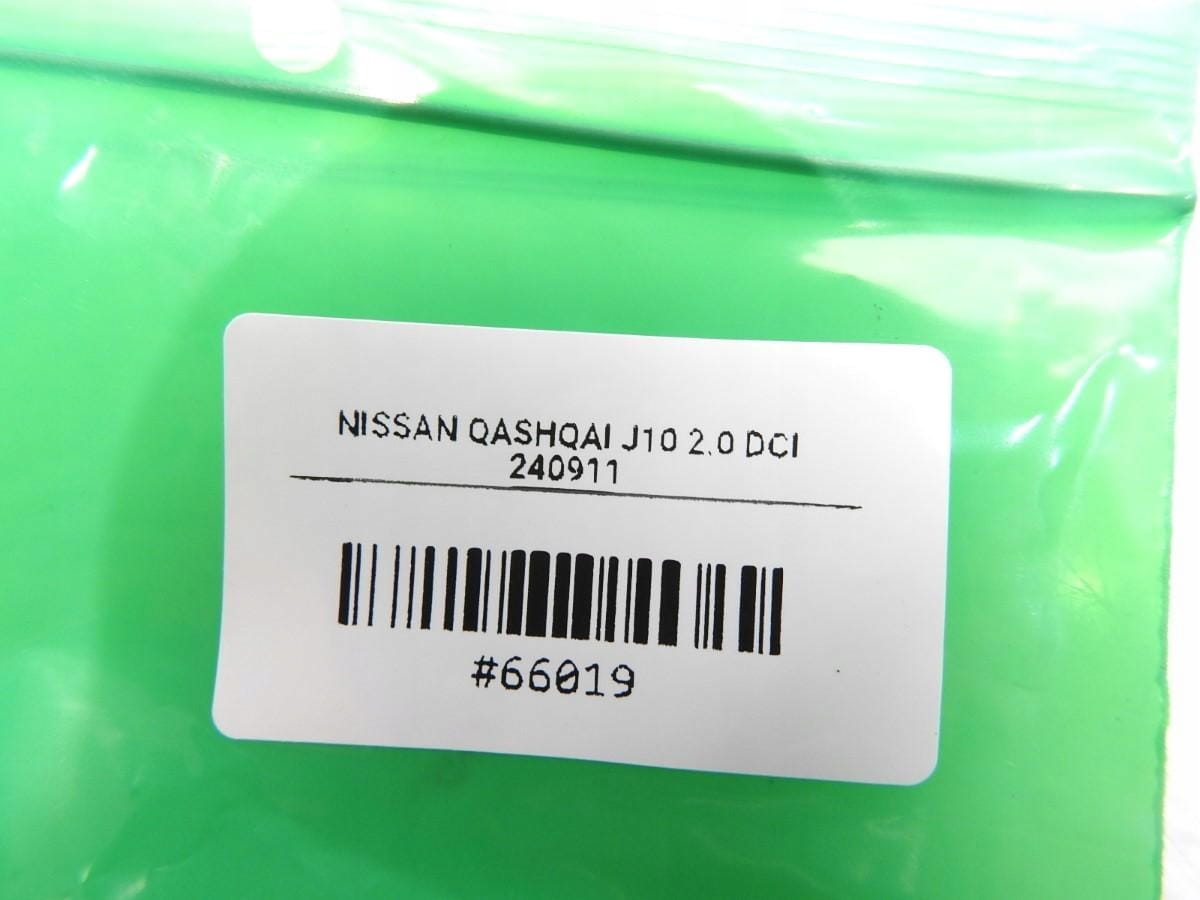 NISSAN QASHQAI J10 2.0 DCI
240911
#66019